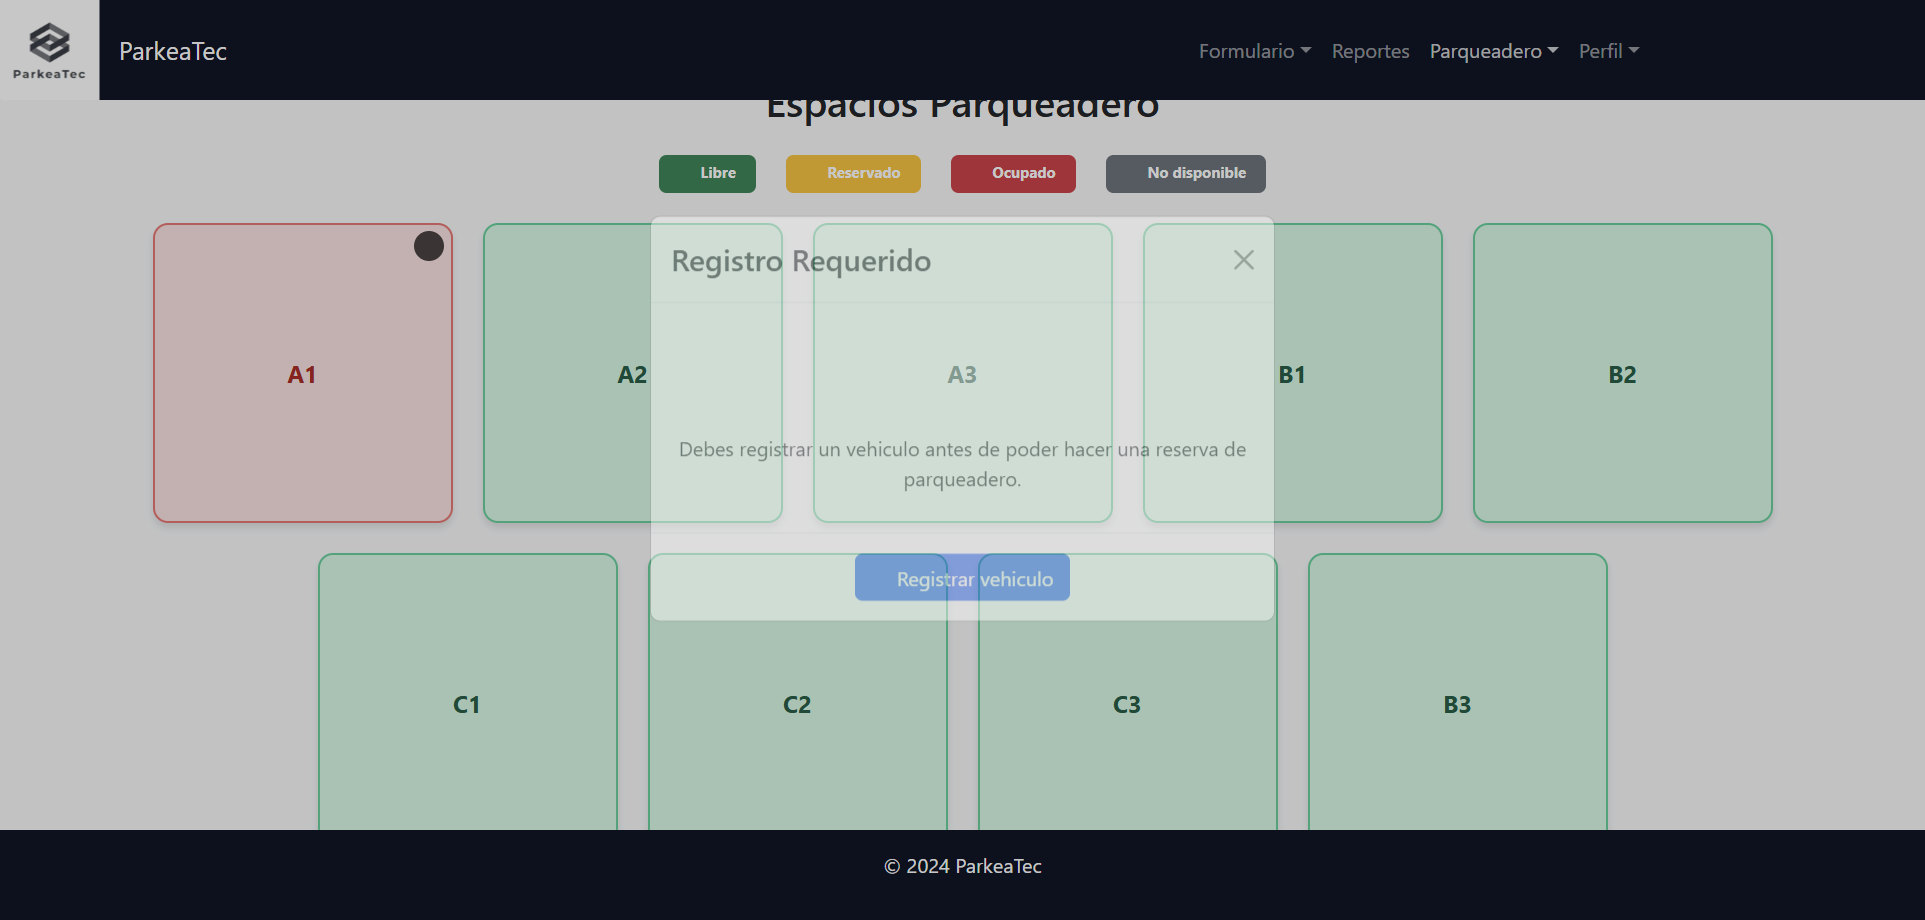 ParkeaTec
ParkeaTec
Formulario
Reportes
Parqueadero
Perfil
Espacios Parqueadero
Libre
Reservado
Ocupado
No disponible
Registro Requerido
A1
A2
A3
B1
B2
Debes registrar un vehiculo antes de poder hacer una reserva de
parqueadero.
Registrar vehiculo
C1
C2
C3
B3
© 2024 ParkeaTec